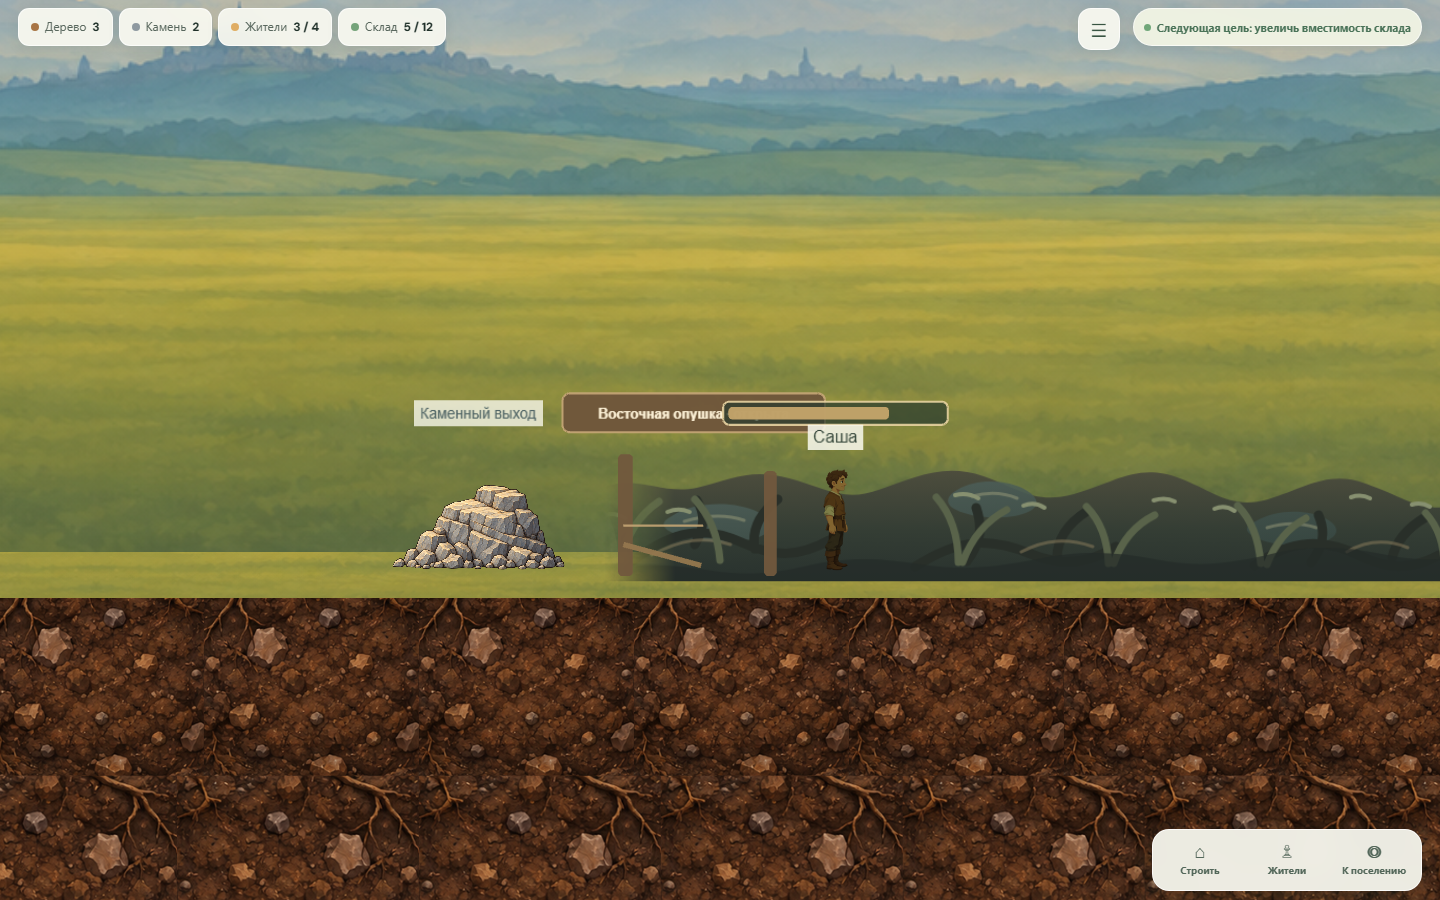 Дерево 3
Камень 2
Жители 3 / 4
Склад 5 / 12
Следующая цель: увеличь вместимость склада
Каменный выход
Восточная опушка
Саша
Строить
Жители
К поселению